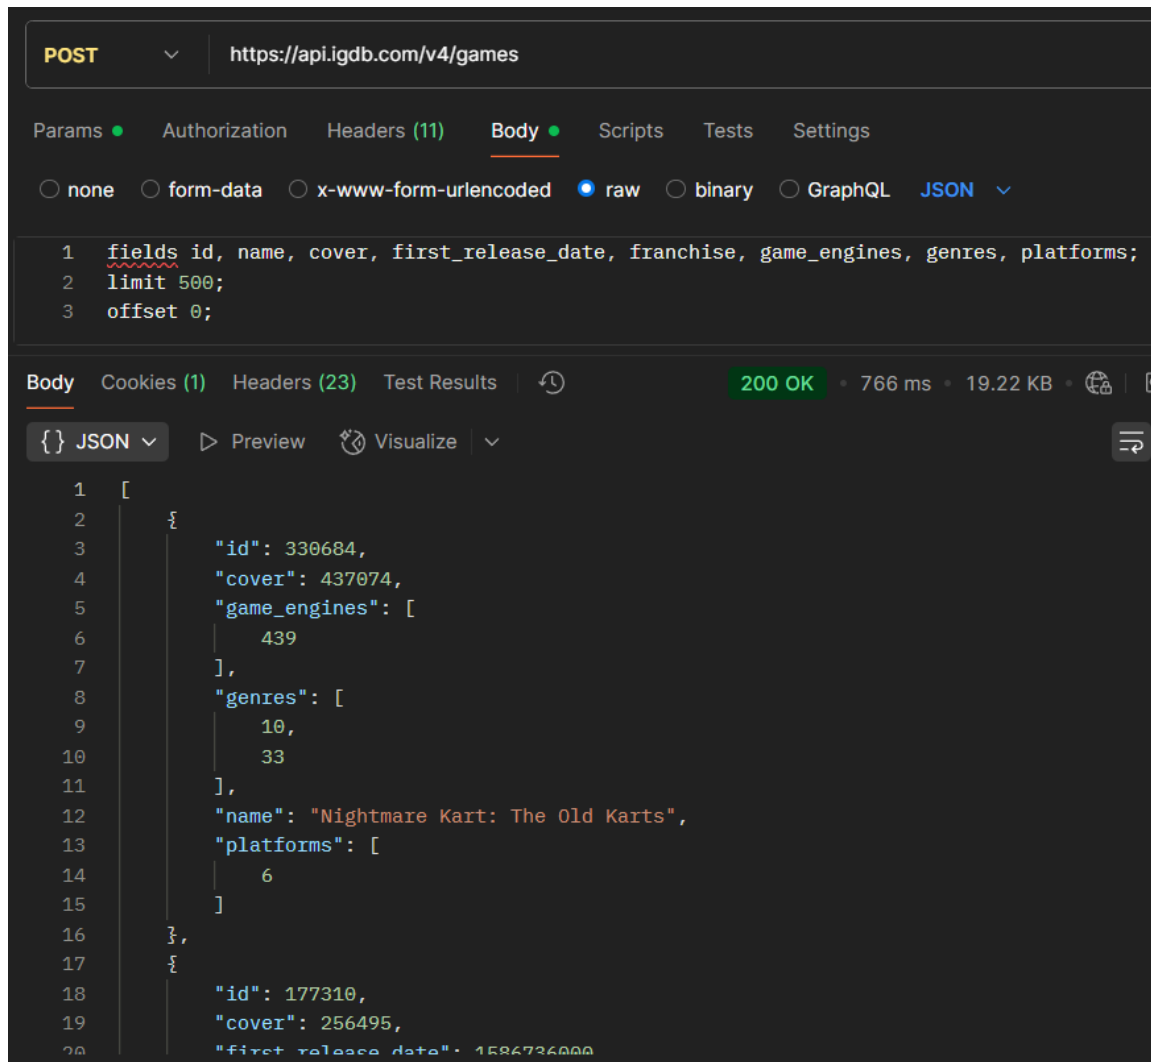 POST https://api.igdb.com/v4/games
Params Authorization Headers (11) Body Scripts Tests Settings
none form-data x-www-form-urlencoded raw binary GraphQL JSON
1 fields id, name, cover, first_release_date, franchise, game_engines, genres, platforms;
2 limit 500;
3 offset 0;
Body Cookies (1) Headers (23) Test Results 200 OK • 766 ms • 19.22 KB •
{} JSON Preview Visualize
1 [
2 {
3 "id": 330684,
4 "cover": 437074,
5 "game_engines": [
6 439
7 ],
8 "genres": [
9 10,
10 33
11 ],
12 "name": "Nightmare Kart: The Old Karts",
13 "platforms": [
14 6
15 ]
16 },
17 {
18 "id": 177310,
19 "cover": 256495,
20 "first_release_date": 1586736000